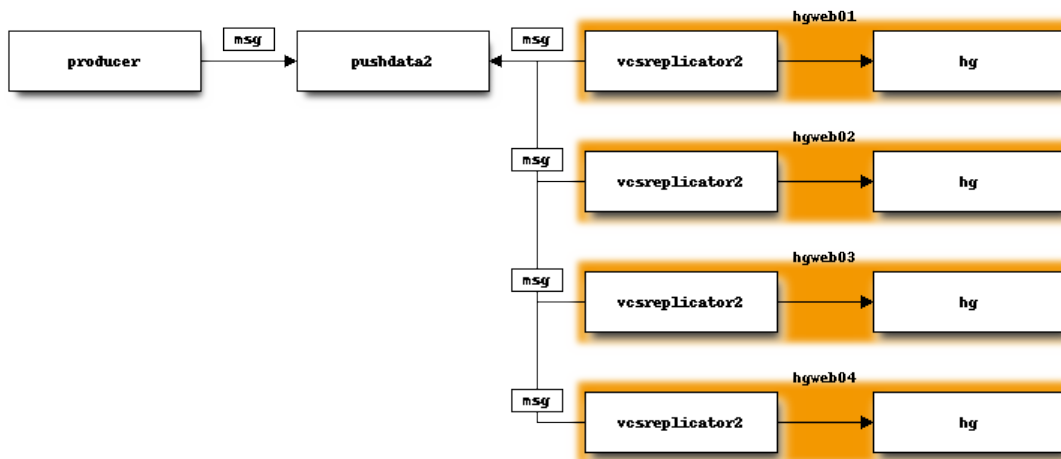 hgweb01
msg
msg
producer
pushdata2
vcsreplicator2
hg
hgweb02
msg
vcsreplicator2
hg
hgweb03
msg
vcsreplicator2
hg
hgweb04
msg
vcsreplicator2
hg